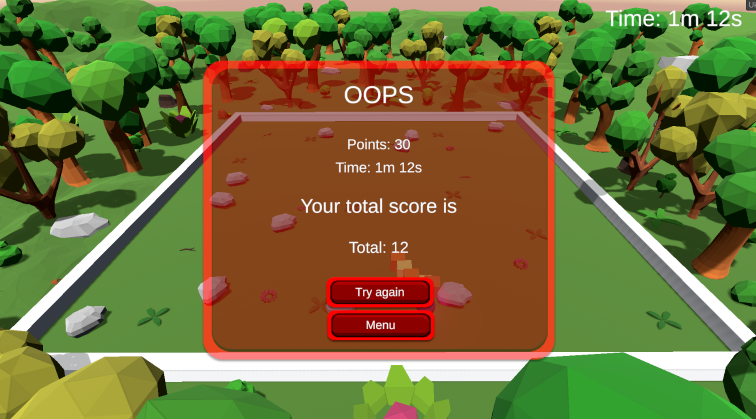 Time: 1m 12s
OOPS
Points: 30
Time: 1m 12s
Your total score is
Total: 12
Try again
Menu